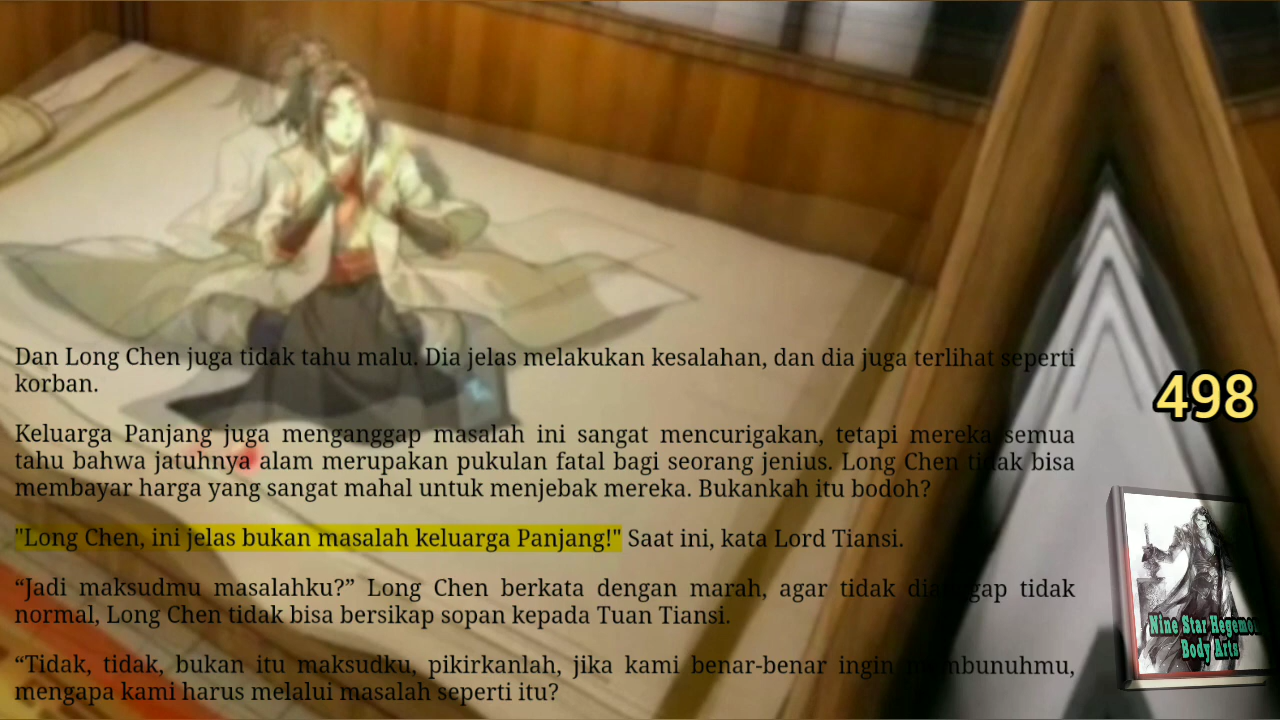 Dan Long Chen juga tidak tahu malu. Dia jelas melakukan kesalahan, dan dia juga terlihat seperti
korban.
Keluarga Panjang juga menganggap masalah ini sangat mencurigakan, tetapi mereka semua
tahu bahwa jatuhnya alam merupakan pukulan fatal bagi seorang jenius. Long Chen tidak bisa
membayar harga yang sangat mahal untuk menjebak mereka. Bukankah itu bodoh?
"Long Chen, ini jelas bukan masalah keluarga Panjang!" Saat ini, kata Lord Tiansi.
“Jadi maksudmu masalahku?” Long Chen berkata dengan marah, agar tidak dianggap tidak
normal, Long Chen tidak bisa bersikap sopan kepada Tuan Tiansi.
“Tidak, tidak, bukan itu maksudku, pikirkanlah, jika kami benar-benar ingin membunuhmu,
mengapa kami harus melalui masalah seperti itu?
498
Nine Star Hegemon
Body Arts